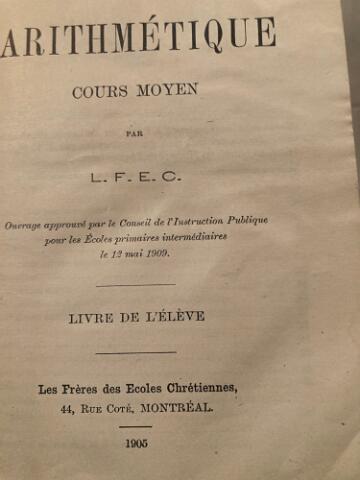 ARITHMÉTIQUE
COURS MOYEN
PAR
L. F. E. C.
Ouvrage approuvé par le Conseil de l'Instruction Publique
pour les Écoles primaires intermédiaires
le 12 mai 1909.
LIVRE DE L'ÉLÈVE
Les Frères des Ecoles Chrétiennes,
44, RUE COTÉ, MONTRÉAL.
1905